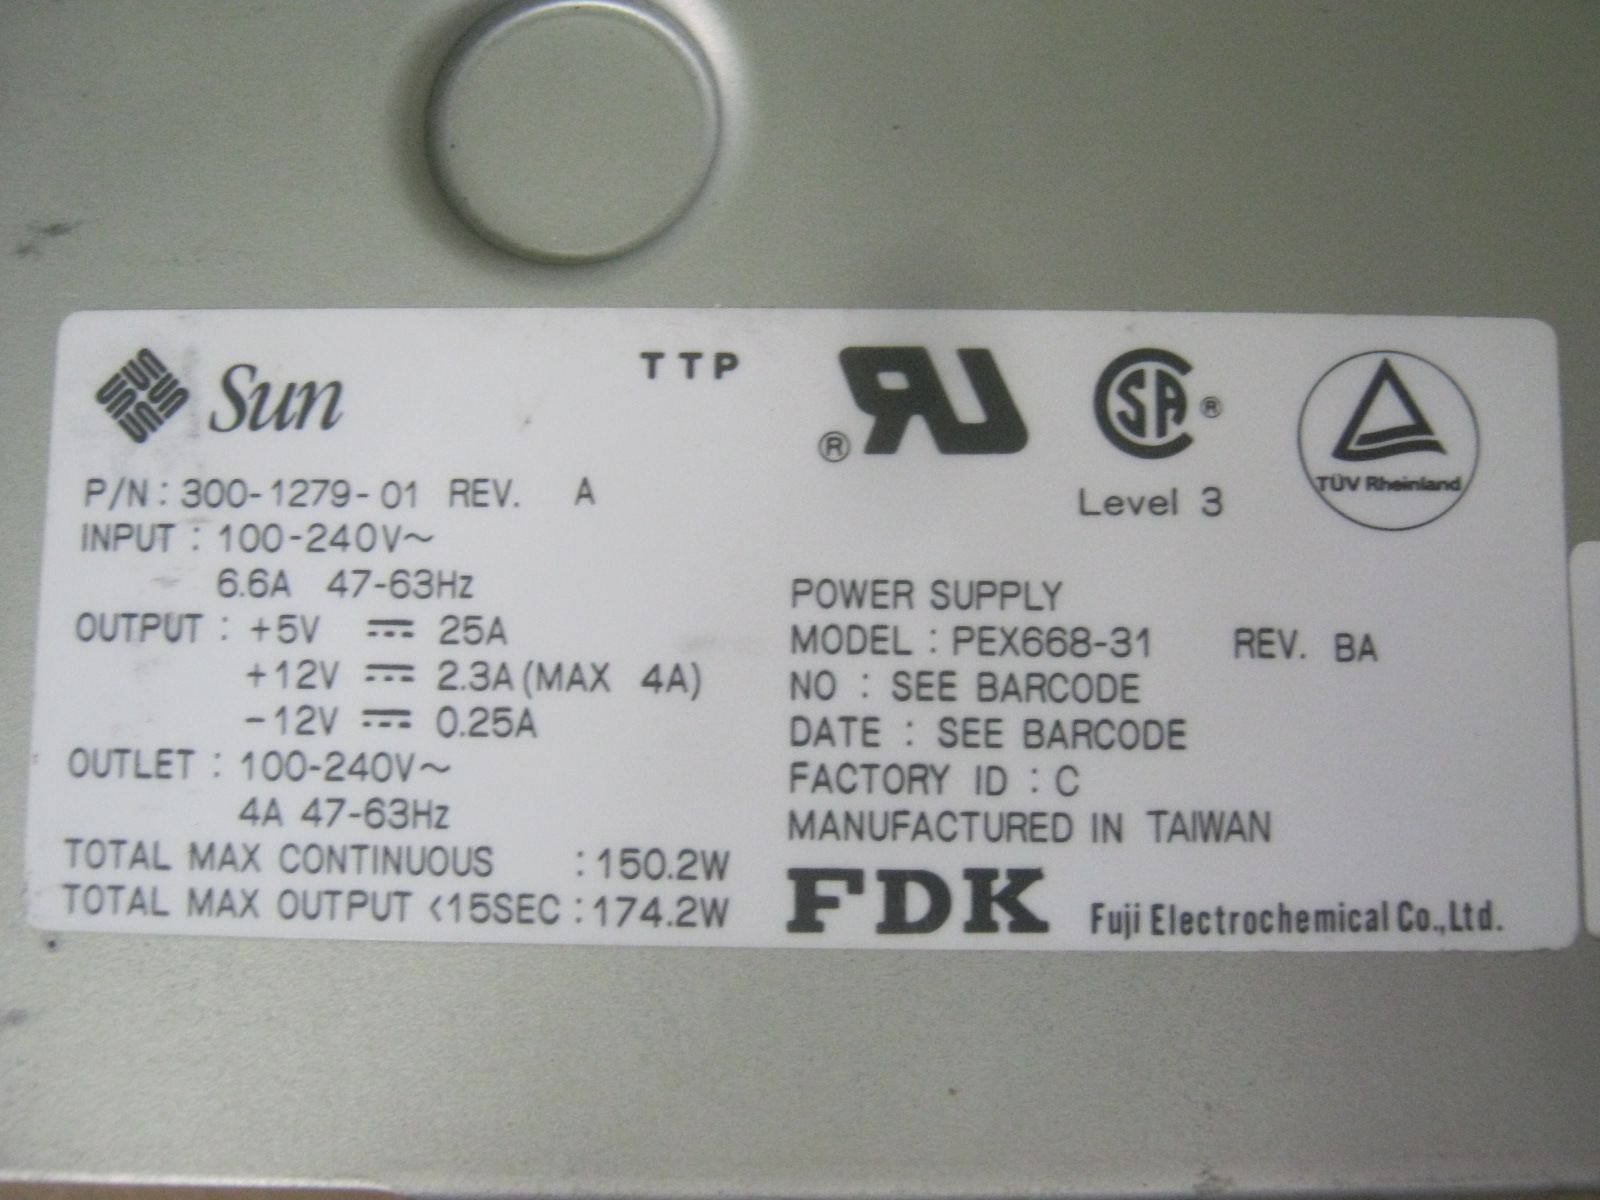 Sun
TTP
® RU
CSA ®
Level 3
TÜV Rheinland
P/N : 300-1279-01 REV. A
INPUT : 100-240V~
6.6A 47-63Hz
OUTPUT : +5V ⎓ 25A
+12V ⎓ 2.3A (MAX 4A)
-12V ⎓ 0.25A
OUTLET : 100-240V~
4A 47-63Hz
TOTAL MAX CONTINUOUS : 150.2W
TOTAL MAX OUTPUT <15SEC : 174.2W
POWER SUPPLY
MODEL : PEX668-31 REV. BA
NO : SEE BARCODE
DATE : SEE BARCODE
FACTORY ID : C
MANUFACTURED IN TAIWAN
FDK Fuji Electrochemical Co.,Ltd.